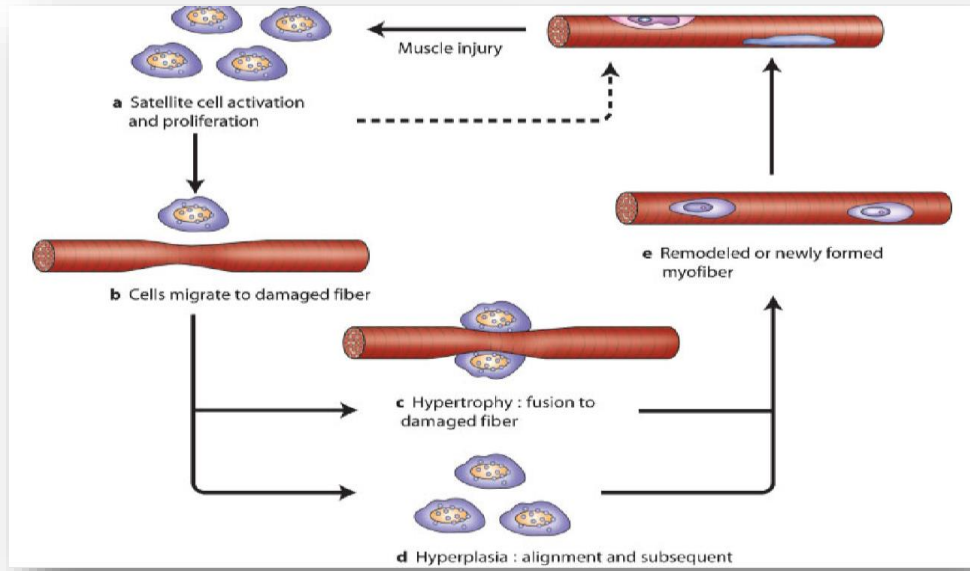 Muscle injury
a Satellite cell activation
and proliferation
b Cells migrate to damaged fiber
e Remodeled or newly formed
myofiber
c Hypertrophy : fusion to
damaged fiber
d Hyperplasia : alignment and subsequent